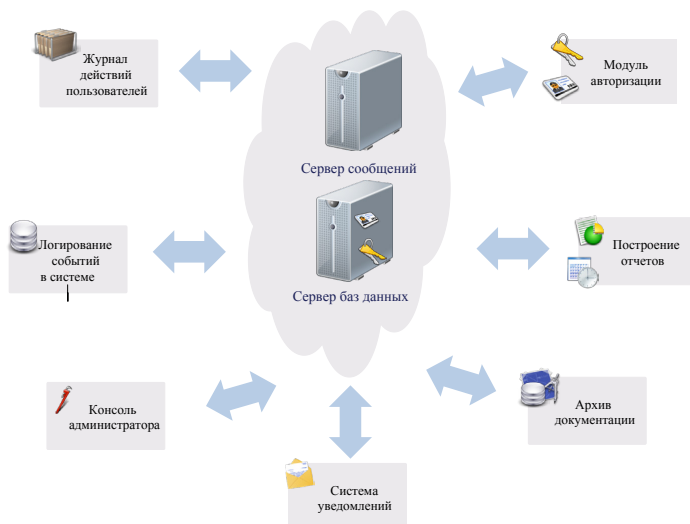 Журнал
действий
пользователей
Модуль
авторизации
Сервер сообщений
Логирование
событий
в системе
Построение
отчетов
Сервер баз данных
Консоль
администратора
Архив
документации
Система
уведомлений